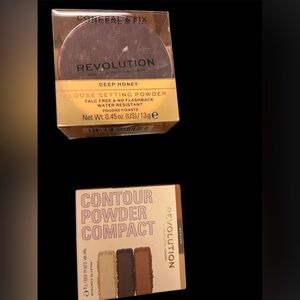 CONCEAL & FIX
REVOLUTION
DEEP HONEY
LOOSE SETTING POWDER
TALC FREE & NO FLASHBACK
WATER RESISTANT
POUDRE FIXANTE
Net Wt. 0.45oz. (US)/13g ℮
CONTOUR
POWDER
COMPACT
REVOLUTION